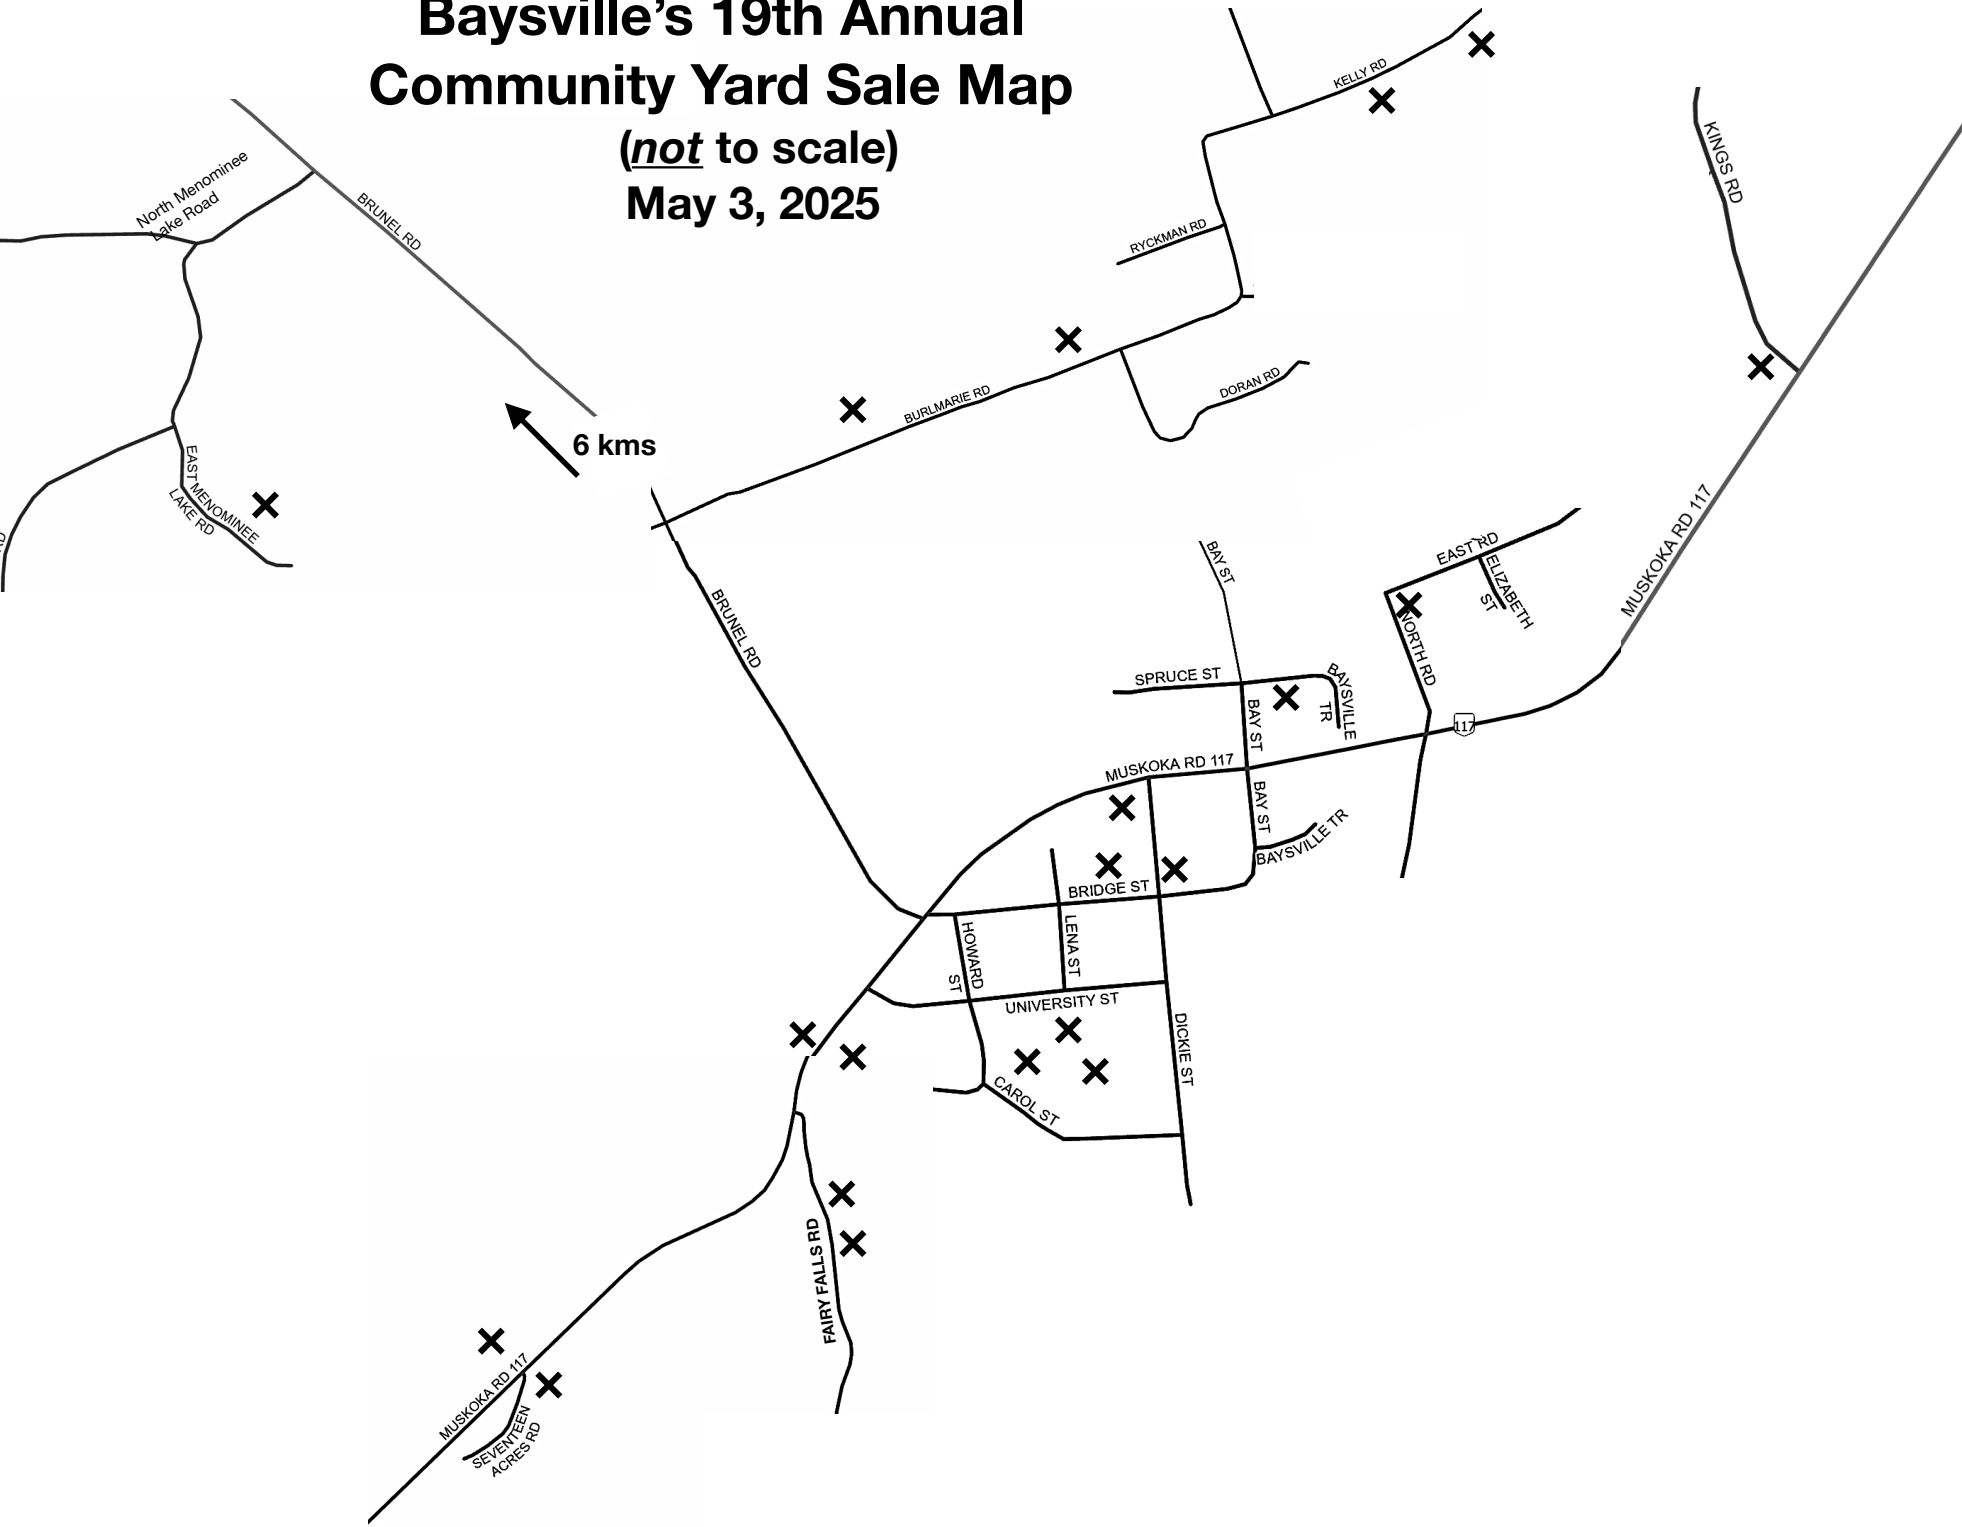 Baysville’s 19th Annual
Community Yard Sale Map
(not to scale)
May 3, 2025
KELLY RD
KINGS RD
North Menominee
Lake Road
BRUNEL RD
RYCKMAN RD
DORAN RD
BURLMARIE RD
6 kms
EAST MENOMINEE
LAKE RD
MUSKOKA RD 117
EAST RD
ELIZABETH
ST
NORTH RD
BAY ST
BRUNEL RD
SPRUCE ST
BAYSVILLE
TR
BAY ST
117
MUSKOKA RD 117
BAY ST
BAYSVILLE TR
BRIDGE ST
HOWARD
ST
LENA ST
UNIVERSITY ST
DICKIE ST
CAROL ST
FAIRY FALLS RD
MUSKOKA RD 117
SEVENTEEN
ACRES RD